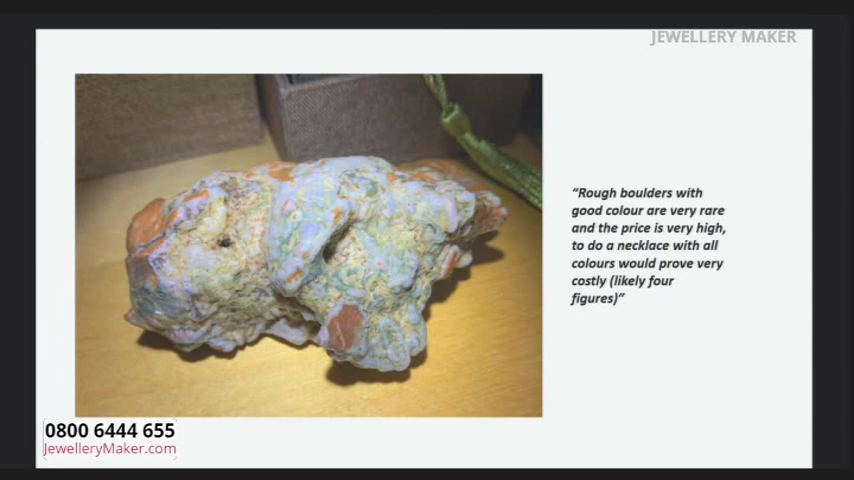 JEWELLERY MAKER
“Rough boulders with
good colour are very rare
and the price is very high,
to do a necklace with all
colours would prove very
costly (likely four
figures)”
0800 6444 655
JewelleryMaker.com